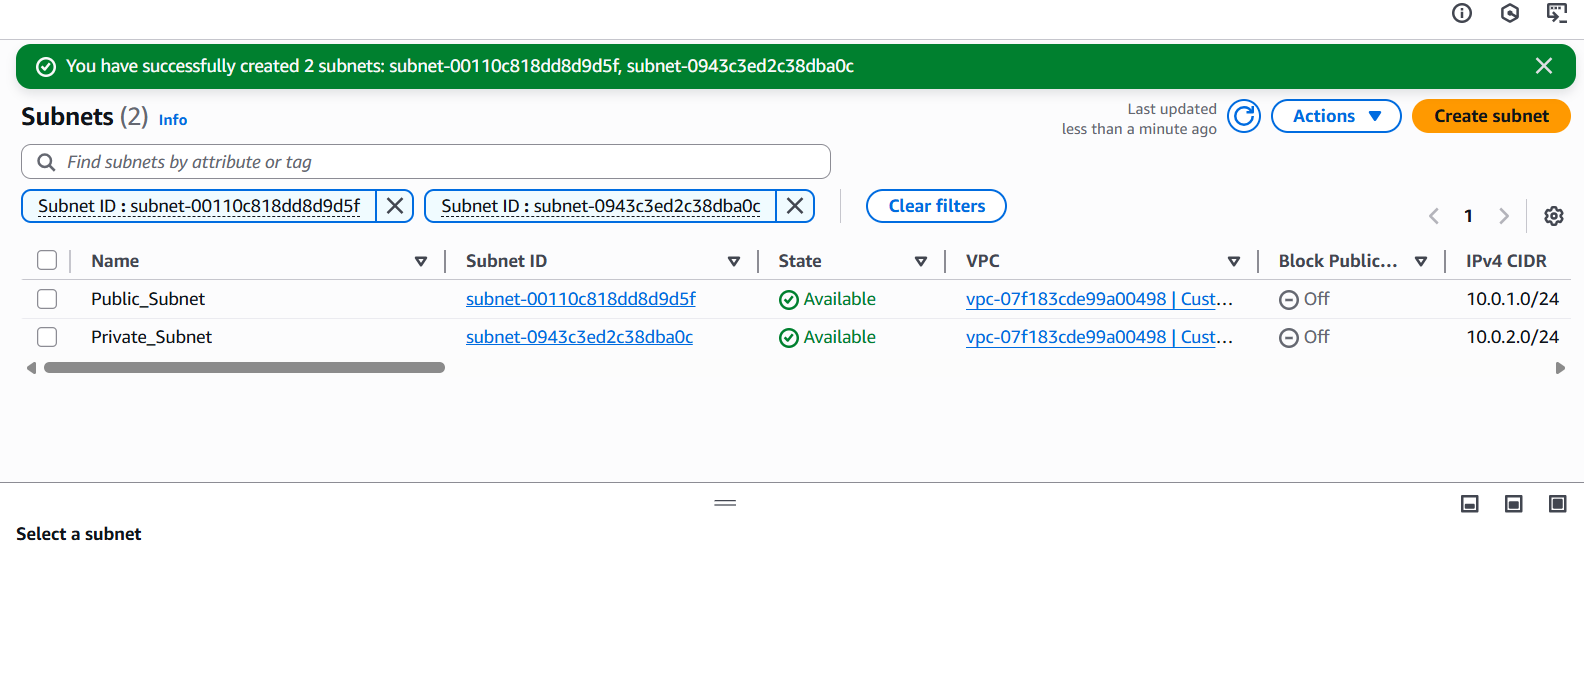 You have successfully created 2 subnets: subnet-00110c818dd8d9d5f, subnet-0943c3ed2c38dba0c
Subnets (2) Info
Last updated
less than a minute ago
Actions
Create subnet
Find subnets by attribute or tag
Subnet ID : subnet-00110c818dd8d9d5f
Subnet ID : subnet-0943c3ed2c38dba0c
Clear filters
1
Name Subnet ID State VPC Block Public... IPv4 CIDR
Public_Subnet subnet-00110c818dd8d9d5f Available vpc-07f183cde99a00498 | Cust... Off 10.0.1.0/24
Private_Subnet subnet-0943c3ed2c38dba0c Available vpc-07f183cde99a00498 | Cust... Off 10.0.2.0/24
Select a subnet